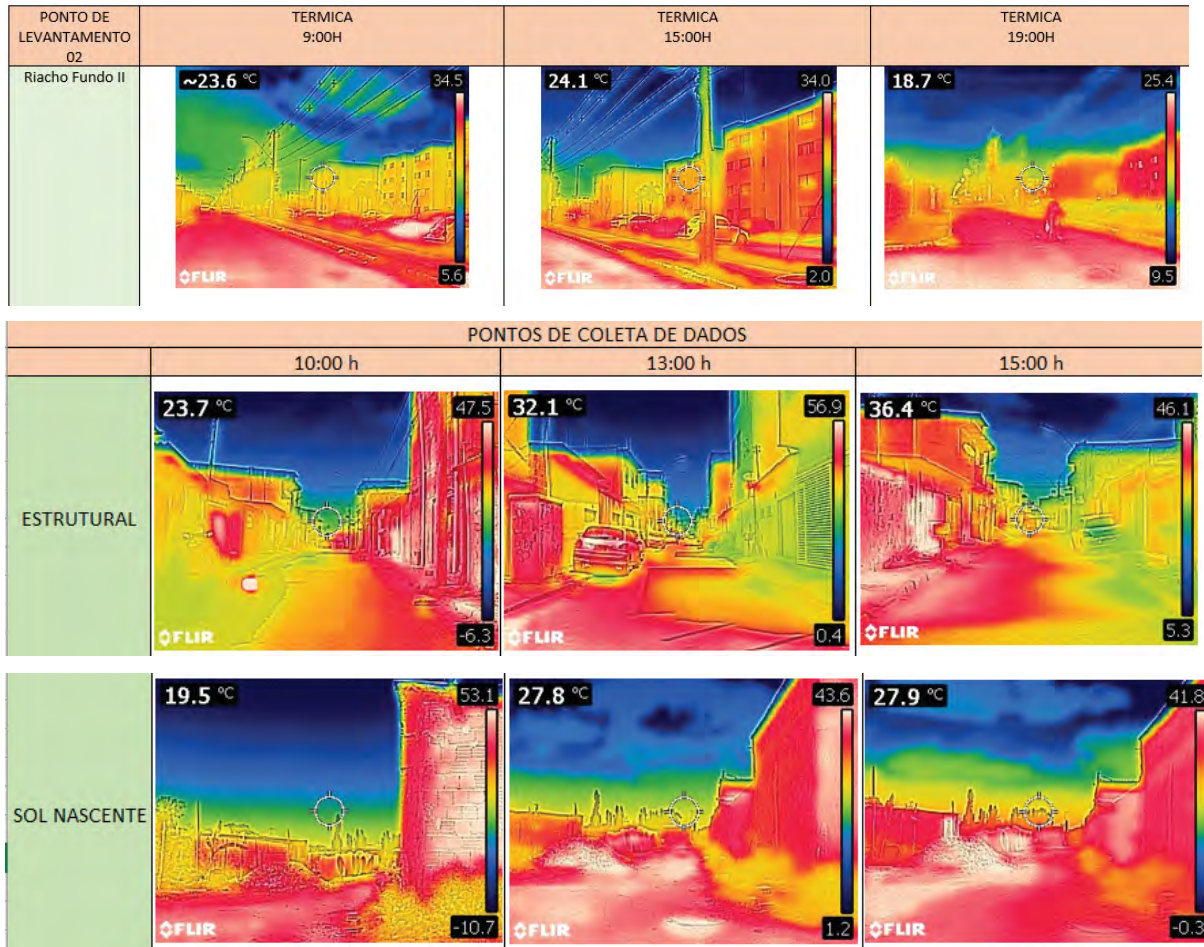 PONTO DE
LEVANTAMENTO
02
TERMICA
9:00H
TERMICA
15:00H
TERMICA
19:00H
Riacho Fundo II
~23.6 °C
34.5
5.6
FLIR
24.1 °C
34.0
2.0
FLIR
18.7 °C
25.4
9.5
FLIR
PONTOS DE COLETA DE DADOS
10:00 h
13:00 h
15:00 h
ESTRUTURAL
23.7 °C
47.5
-6.3
FLIR
32.1 °C
56.9
0.4
FLIR
36.4 °C
46.1
5.3
FLIR
SOL NASCENTE
19.5 °C
53.1
-10.7
FLIR
27.8 °C
43.6
1.2
FLIR
27.9 °C
41.8
FLIR